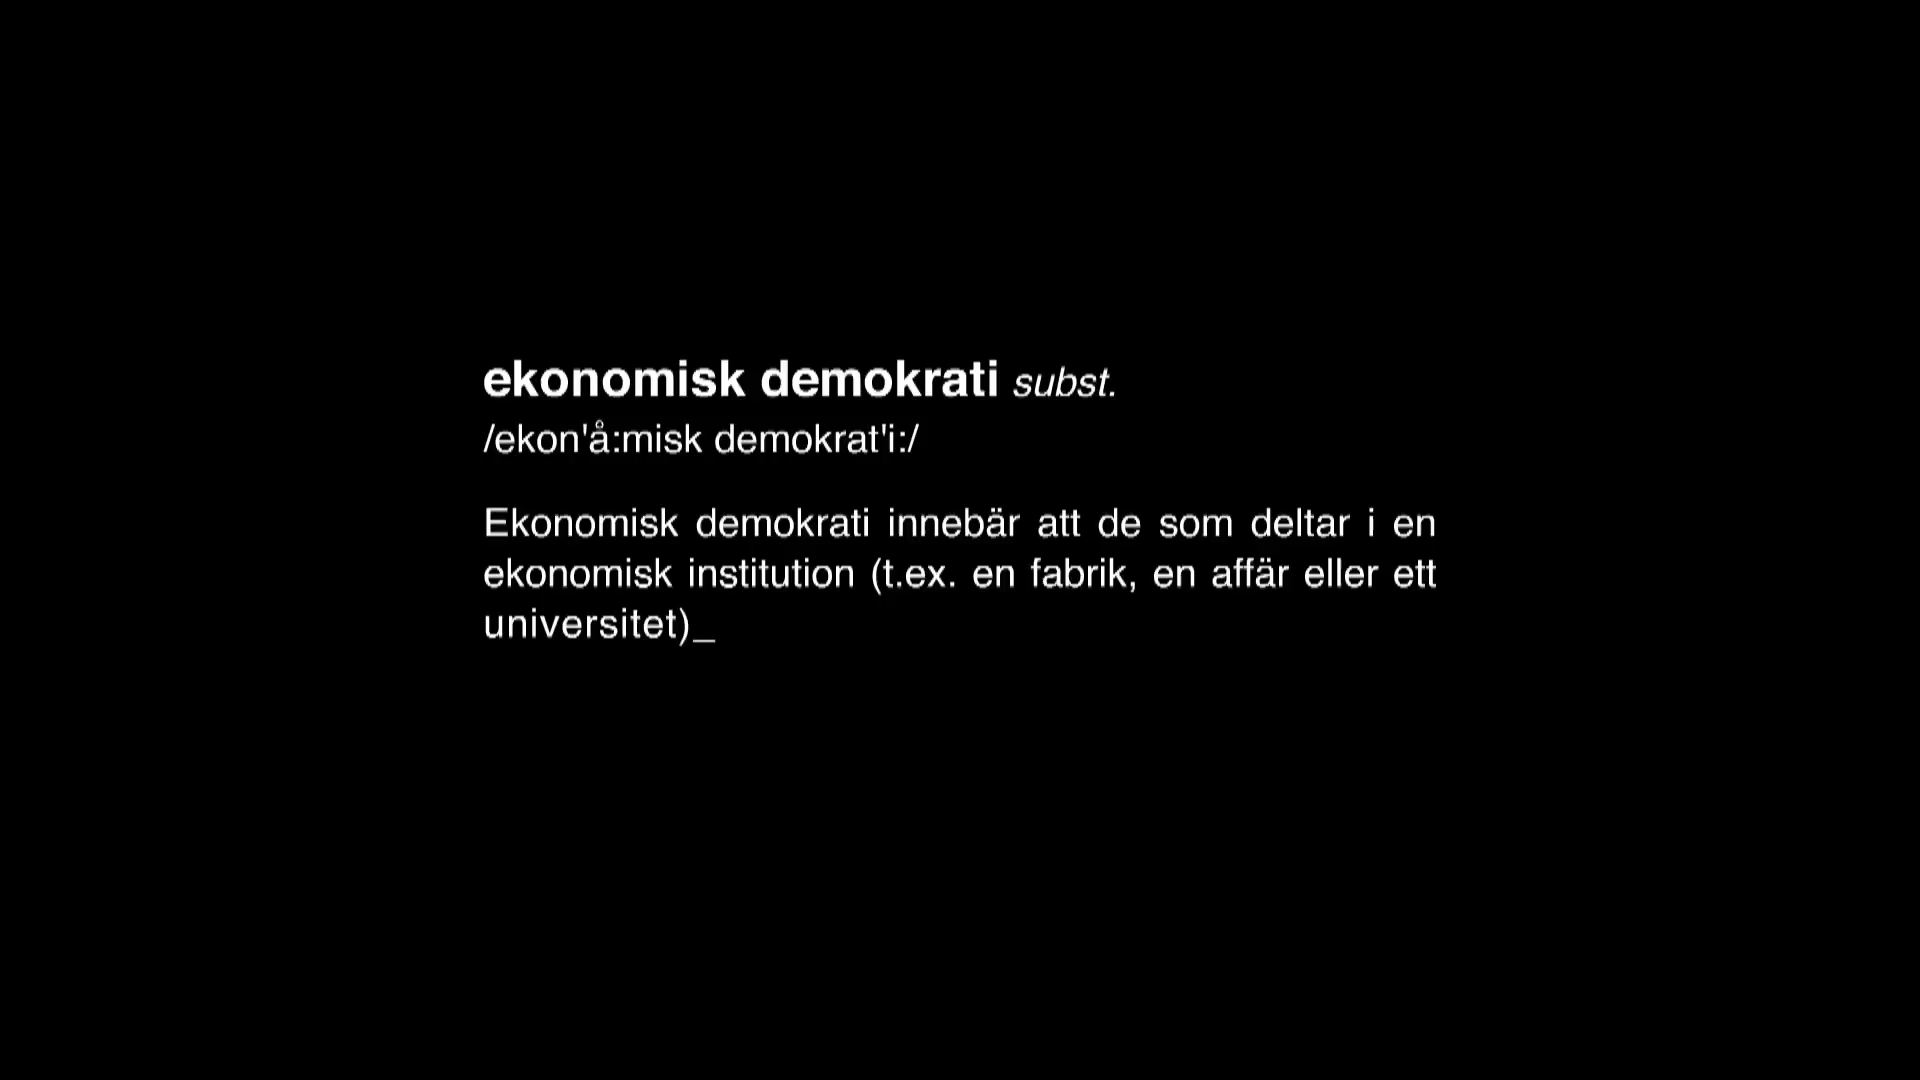 ekonomisk demokrati subst.
/ekon'å:misk demokrat'i:/
Ekonomisk demokrati innebär att de som deltar i en
ekonomisk institution (t.ex. en fabrik, en affär eller ett
universitet)_